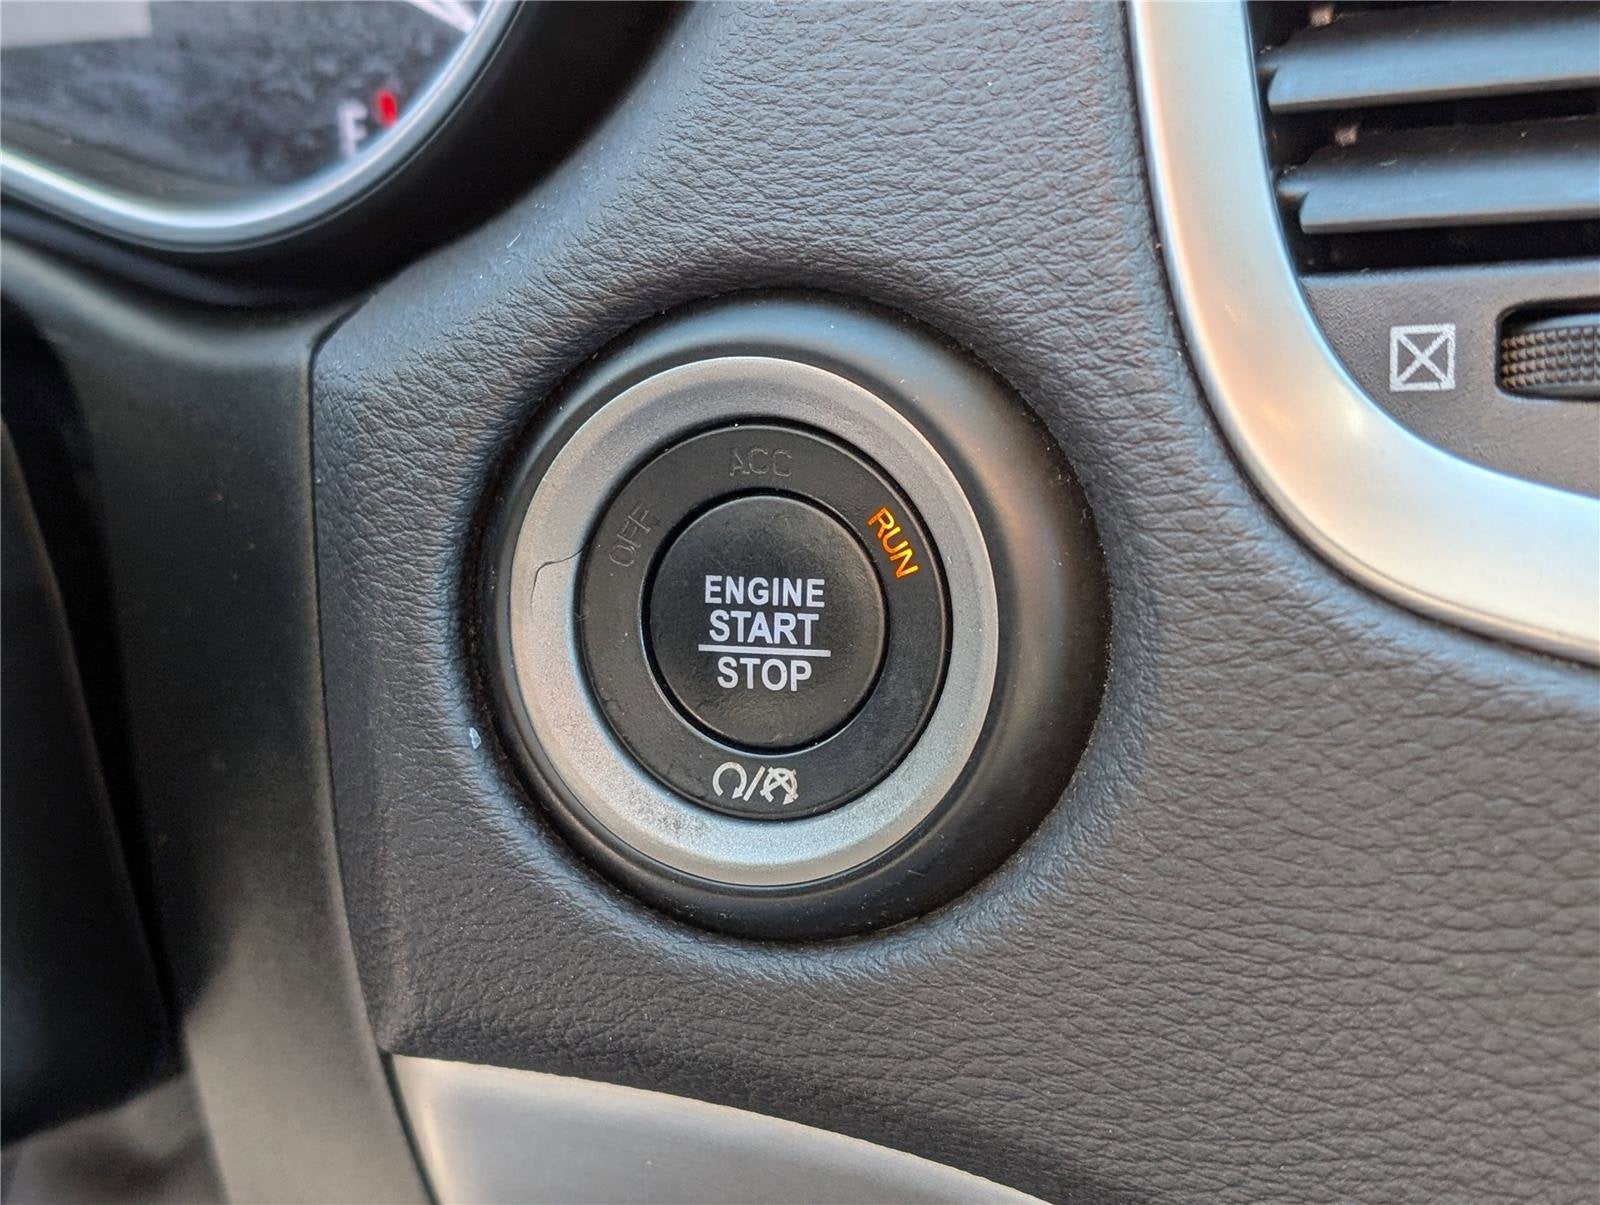 E
ACC
OFF
RUN
ENGINE
START
STOP